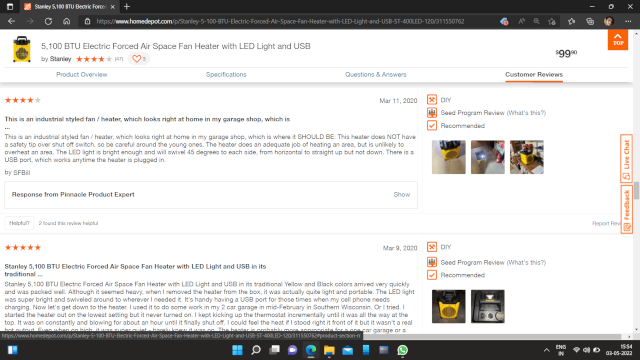 Stanley 5,100 BTU Electric Forced Air Space Fan
https://www.homedepot.com/p/Stanley-5-100-BTU-Electric-Forced-Air-Space-Fan-Heater-with-LED-Light-and-USB-ST-400LED-120/311550762
5,100 BTU Electric Forced Air Space Fan Heater with LED Light and USB
by Stanley (47) 3
$99.90
TOP
Product Overview Specifications Questions & Answers Customer Reviews
Mar 11, 2020
This is an industrial styled fan / heater, which looks right at home in my garage shop, which is
...
This is an industrial styled fan / heater, which looks right at home in my garage shop, which is where it SHOULD BE. This heater does NOT
have a safety tip over shut off switch, so be careful around the young ones. The heater does an adequate job of heating an area, but is unlikely to
overheat an area. The LED light is bright enough and will swivel 45 degrees to each side, from horizontal to straight up but not down. There is a
USB port, which works anytime the heater is plugged in.
by SFBill
DIY
Seed Program Review (What's this?)
Recommended
Response from Pinnacle Product Expert Show
Helpful? 2 found this review helpful
Report Revie
Live Chat
Feedback
Mar 9, 2020
Stanley 5,100 BTU Electric Forced Air Space Fan Heater with LED Light and USB in its
traditional ...
Stanley 5,100 BTU Electric Forced Air Space Fan Heater with LED Light and USB in its traditional Yellow and Black colors arrived very quickly
and was packed well. Although it seemed heavy, when I removed the heater from the box, it was actually quite light and portable. The LED light
was super bright and swiveled around to wherever I needed it. It's handy having a USB port for those times when my cell phone needs
charging. Now let's get down to the heater. I used it to do some work in my 2 car garage in mid-February in Southern Wisconsin. Or I tried. I
started the heater out on the lowest setting but it never turned on. I kept kicking up the thermostat incrementally until it was all the way at the
top. It was on constantly and blowing for about an hour until it finally shut off. I could feel the heat if I stood right in front of it but it wasn't a real
DIY
Seed Program Review (What's this?)
Recommended
https://www.homedepot.com/p/Stanley-5-100-BTU-Electric-Forced-Air-Space-Fan-Heater-with-LED-Light-and-USB-ST-400LED-120/311550762#product-section-rr
ENG
IN
15:54
03-05-2022